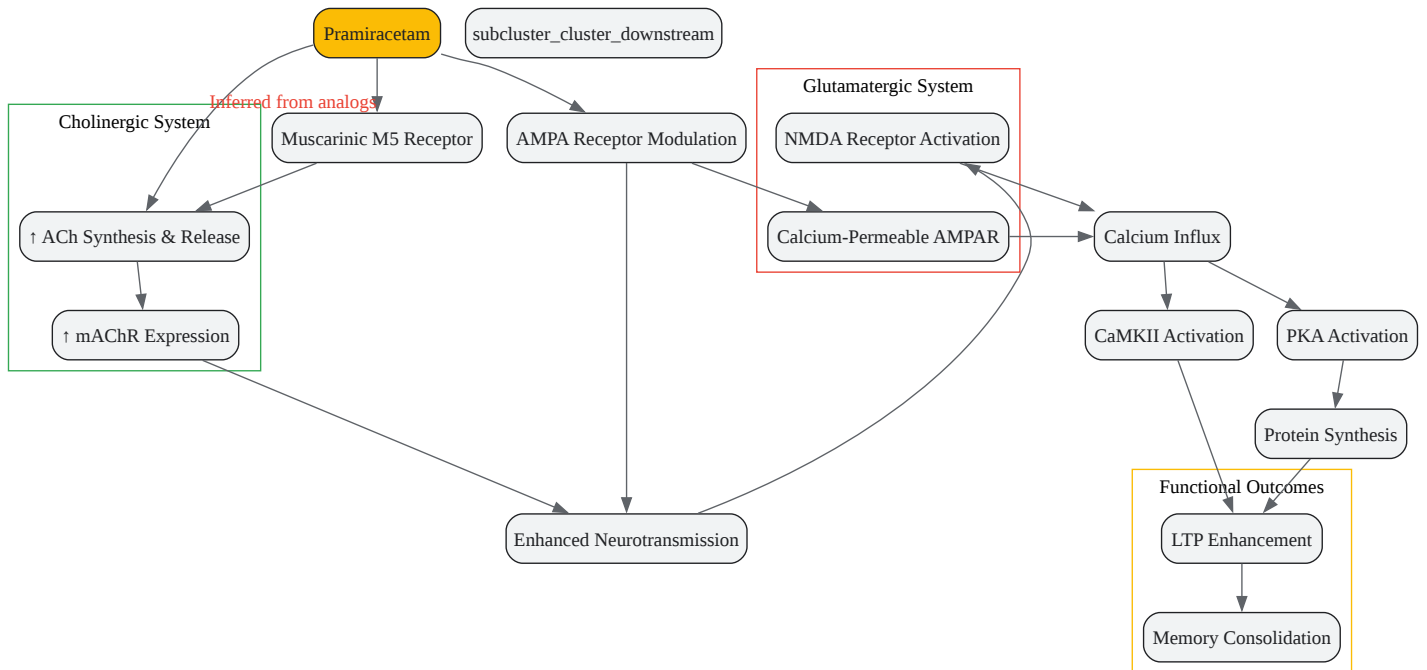 Pramiracetam
subcluster_cluster_downstream
Glutamatergic System
Inferred from analogs
Cholinergic System
Muscarinic M5 Receptor
AMPA Receptor Modulation
NMDA Receptor Activation
↑ ACh Synthesis & Release
Calcium-Permeable AMPAR
Calcium Influx
↑ mAChR Expression
CaMKII Activation
PKA Activation
Protein Synthesis
Functional Outcomes
Enhanced Neurotransmission
LTP Enhancement
Memory Consolidation